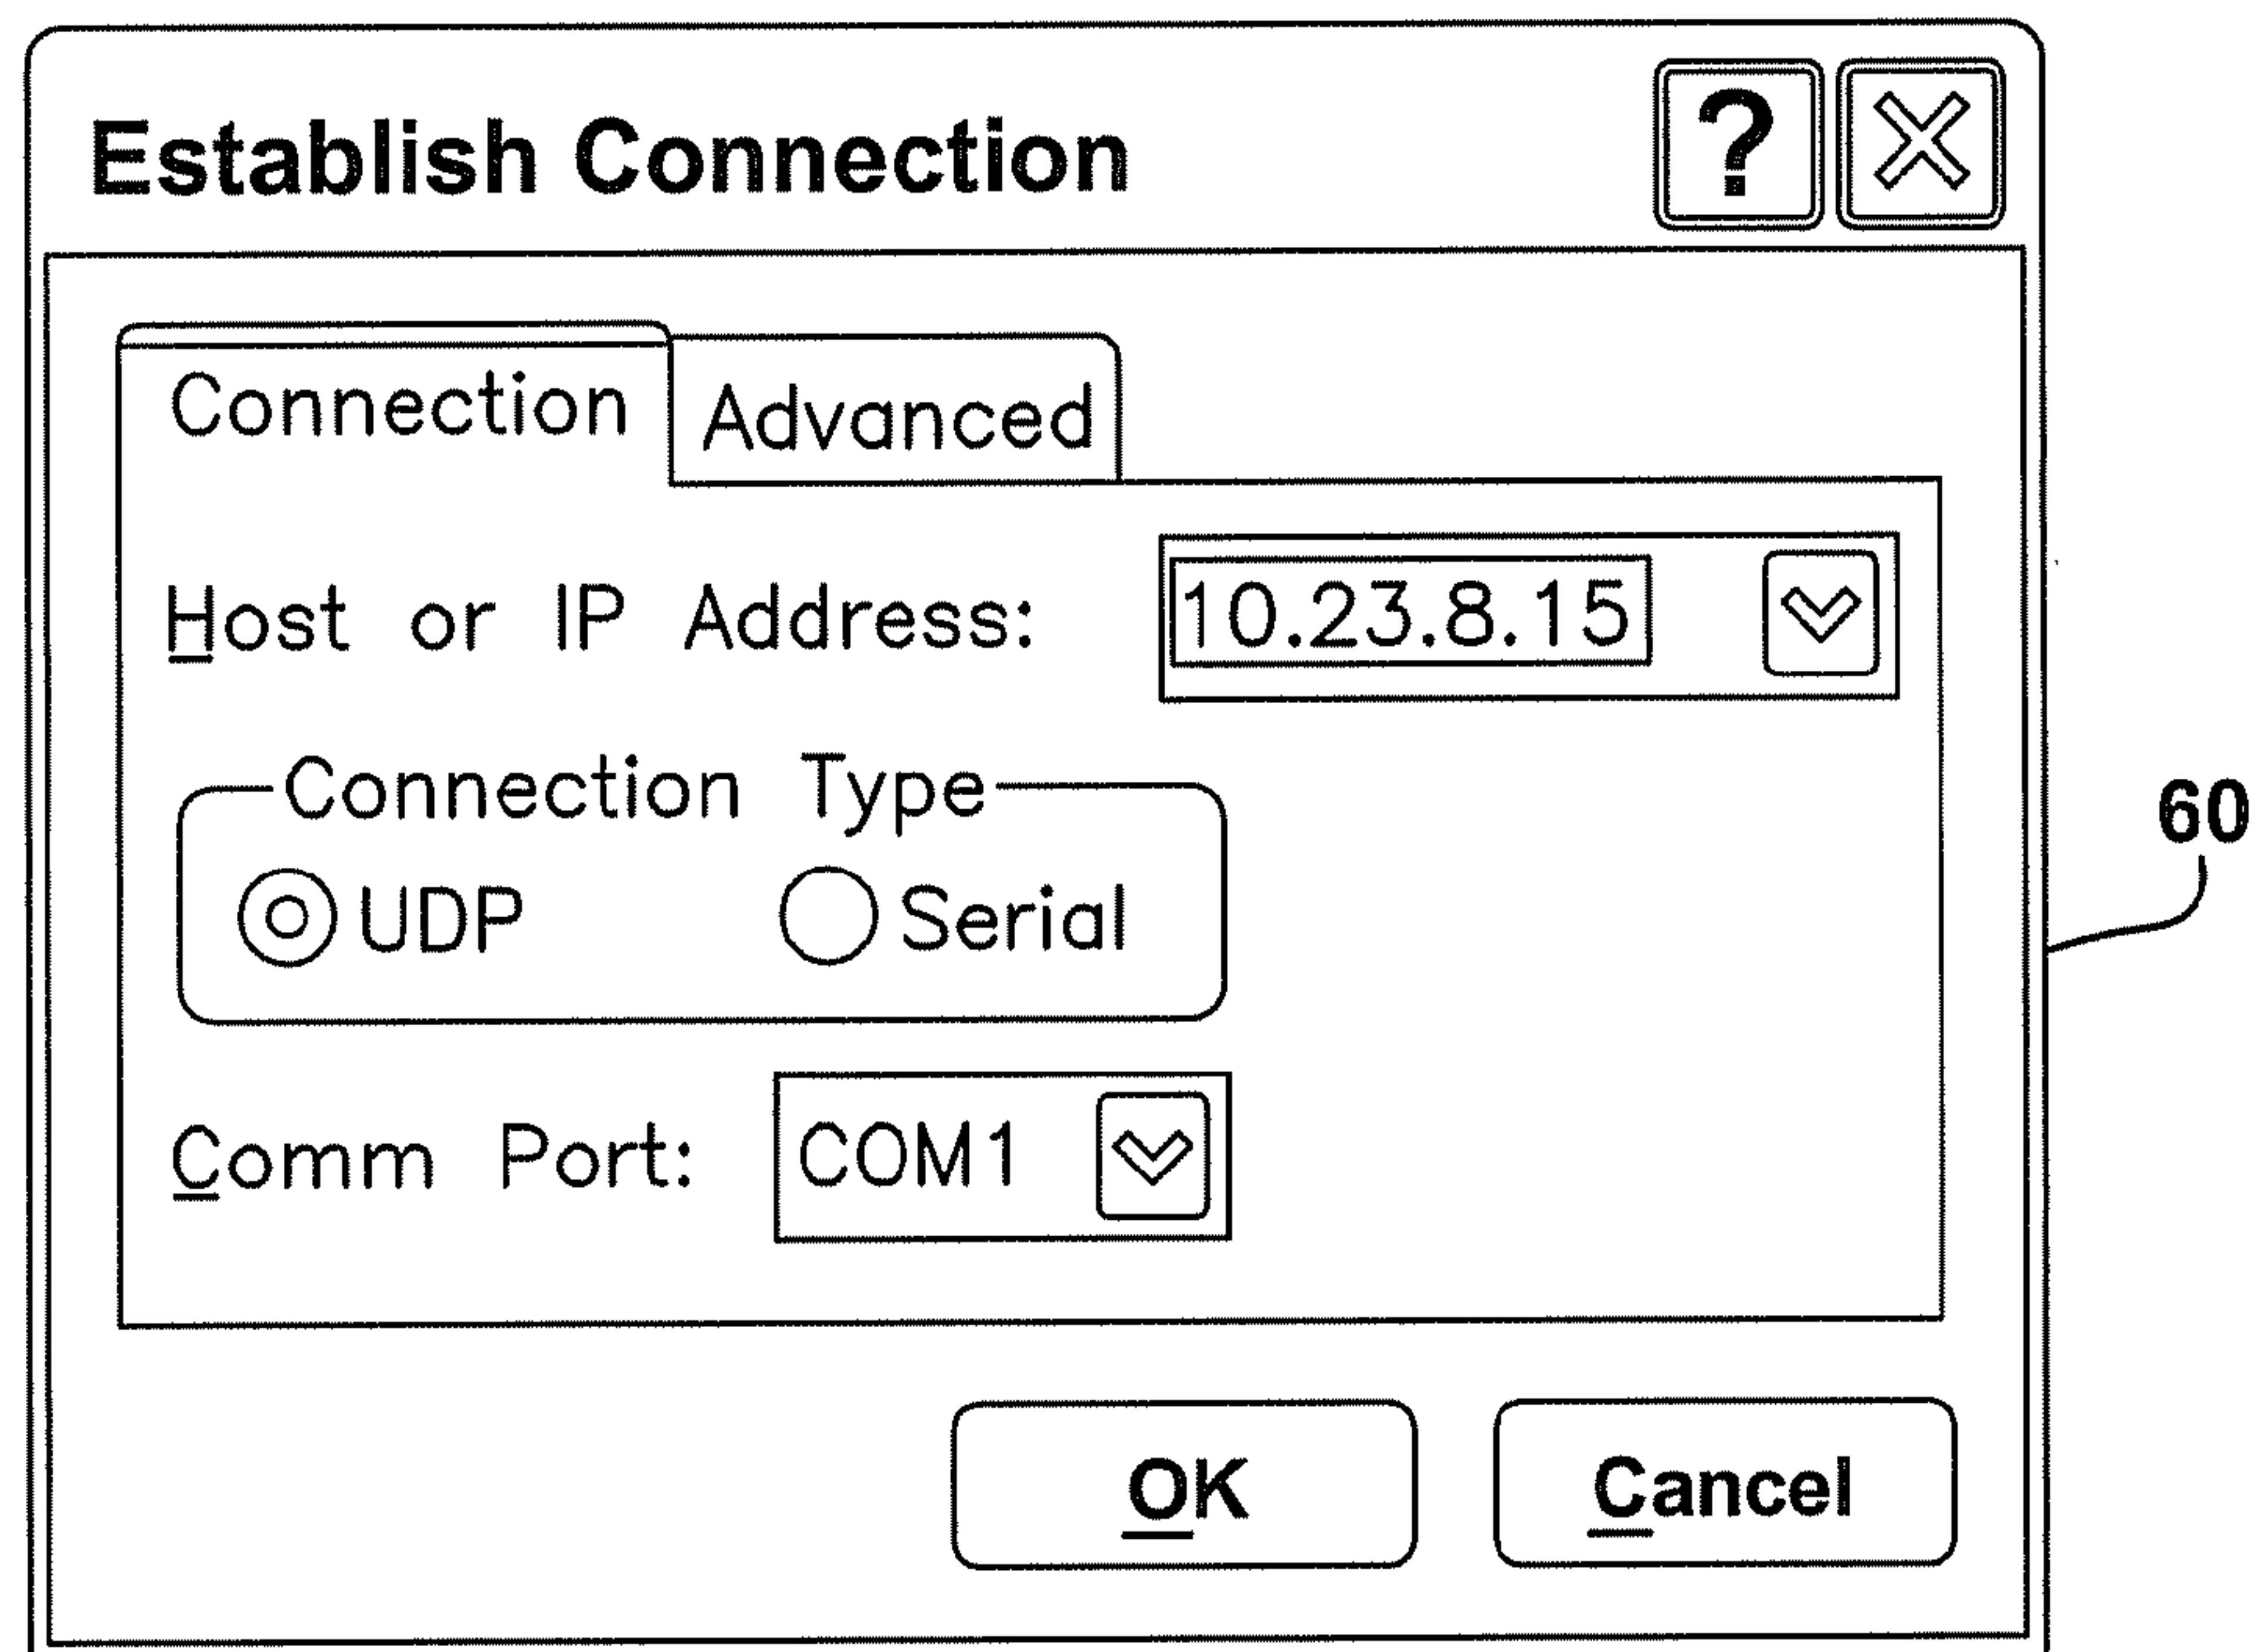 Establish Connection ?
Connection Advanced
Host or IP Address: 10.23.8.15
Connection Type
60
UDP Serial
Comm Port: COM1
OK Cancel